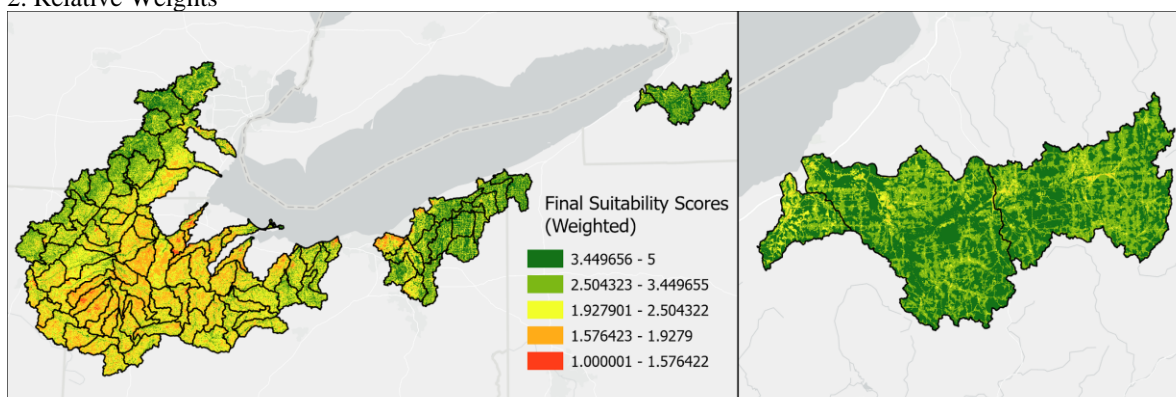 2. Relative Weights
Final Suitability Scores
(Weighted)
3.449656 - 5
2.504323 - 3.449655
1.927901 - 2.504322
1.576423 - 1.9279
1.000001 - 1.576422